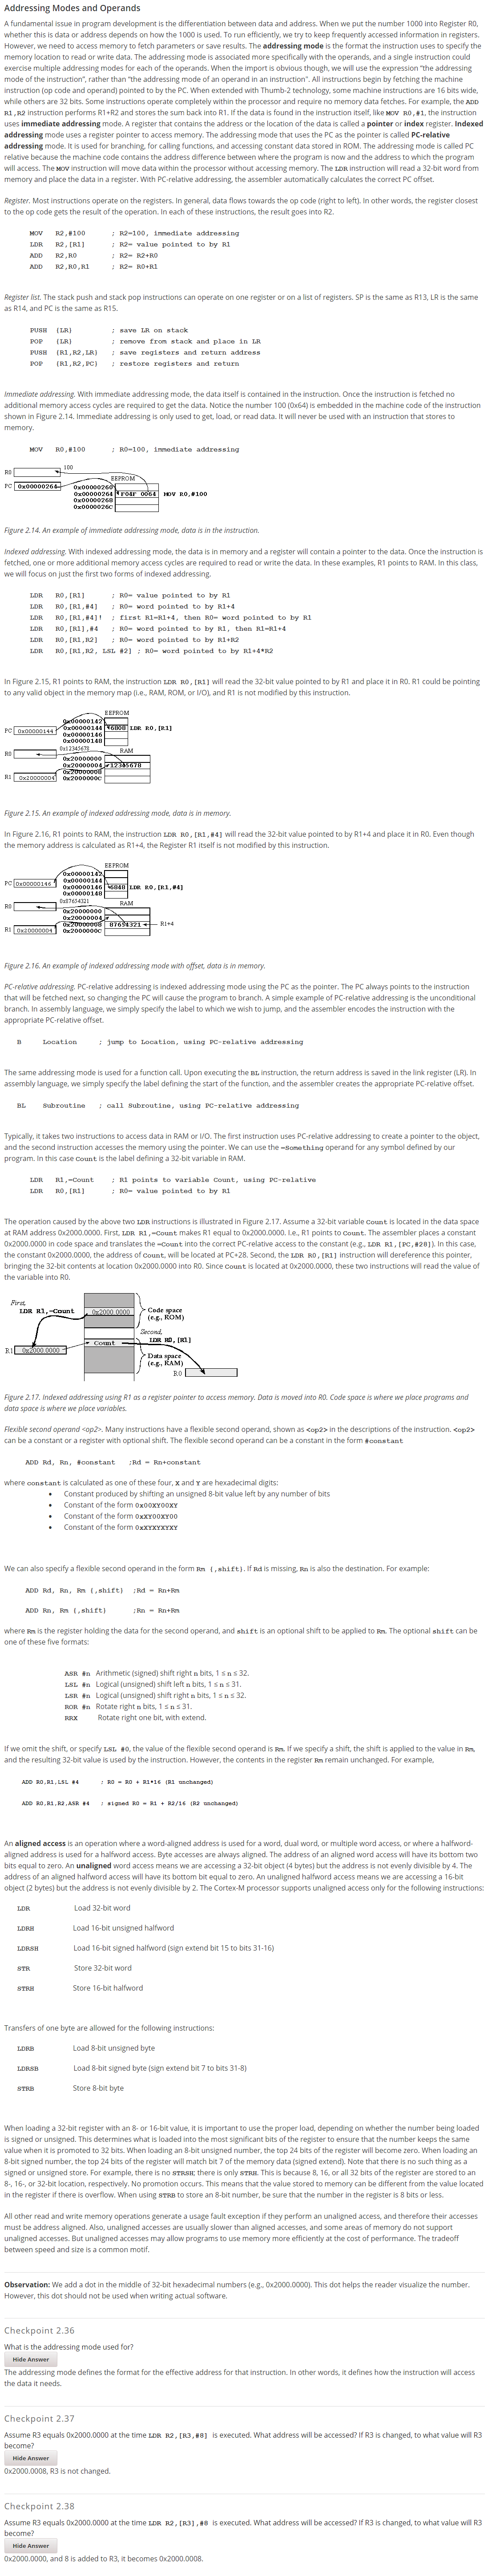 Addressing Modes and Operands
A fundamental issue in program development is the differentiation between data and address. When we put the number 1000 into Register R0,
whether this is data or address depends on how the 1000 is used. To run efficiently, we try to keep frequently accessed information in registers.
However, we need to access memory to fetch parameters or save results. The addressing mode is the format the instruction uses to specify the
memory location to read or write data. The addressing mode is associated more specifically with the operands, and a single instruction could
exercise multiple addressing modes for each of the operands. When the import is obvious though, we will use the expression "the addressing
mode of the instruction", rather than "the addressing mode of an operand in an instruction". All instructions begin by fetching the machine
instruction (op code and operand) pointed to by the PC. When extended with Thumb-2 technology, some machine instructions are 16 bits wide,
while others are 32 bits. Some instructions operate completely within the processor and require no memory data fetches. For example, the ADD
R1,R2 instruction performs R1+R2 and stores the sum back into R1. If the data is found in the instruction itself, like MOV R0,#1, the instruction
uses immediate addressing mode. A register that contains the address or the location of the data is called a pointer or index register. Indexed
addressing mode uses a register pointer to access memory. The addressing mode that uses the PC as the pointer is called PC-relative
addressing mode. It is used for branching, for calling functions, and accessing constant data stored in ROM. The addressing mode is called PC
relative because the machine code contains the address difference between where the program is now and the address to which the program
will access. The MOV instruction will move data within the processor without accessing memory. The LDR instruction will read a 32-bit word from
memory and place the data in a register. With PC-relative addressing, the assembler automatically calculates the correct PC offset.
Register. Most instructions operate on the registers. In general, data flows towards the op code (right to left). In other words, the register closest
to the op code gets the result of the operation. In each of these instructions, the result goes into R2.
MOV R2,#100 ; R2=100, immediate addressing
LDR R2,[R1] ; R2= value pointed to by R1
ADD R2,R0 ; R2= R2+R0
ADD R2,R0,R1 ; R2= R0+R1
Register list. The stack push and stack pop instructions can operate on one register or on a list of registers. SP is the same as R13, LR is the same
as R14, and PC is the same as R15.
PUSH {LR} ; save LR on stack
POP {LR} ; remove from stack and place in LR
PUSH {R1,R2,LR} ; save registers and return address
POP {R1,R2,PC} ; restore registers and return
Immediate addressing. With immediate addressing mode, the data itself is contained in the instruction. Once the instruction is fetched no
additional memory access cycles are required to get the data. Notice the number 100 (0x64) is embedded in the machine code of the instruction
shown in Figure 2.14. Immediate addressing is only used to get, load, or read data. It will never be used with an instruction that stores to
memory.
MOV R0,#100 ; R0=100, immediate addressing
100
R0
EEPROM
PC 0x00000264
0x00000260
0x00000264 F04F 0064 MOV R0,#100
0x00000268
0x0000026C
Figure 2.14. An example of immediate addressing mode, data is in the instruction.
Indexed addressing. With indexed addressing mode, the data is in memory and a register will contain a pointer to the data. Once the instruction is
fetched, one or more additional memory access cycles are required to read or write the data. In these examples, R1 points to RAM. In this class,
we will focus on just the first two forms of indexed addressing.
LDR R0,[R1] ; R0= value pointed to by R1
LDR R0,[R1,#4] ; R0= word pointed to by R1+4
LDR R0,[R1,#4]! ; first R1=R1+4, then R0= word pointed to by R1
LDR R0,[R1],#4 ; R0= word pointed to by R1, then R1=R1+4
LDR R0,[R1,R2] ; R0= word pointed to by R1+R2
LDR R0,[R1,R2, LSL #2] ; R0= word pointed to by R1+4*R2
In Figure 2.15, R1 points to RAM, the instruction LDR R0,[R1] will read the 32-bit value pointed to by R1 and place it in R0. R1 could be pointing
to any valid object in the memory map (i.e., RAM, ROM, or I/O), and R1 is not modified by this instruction.
EEPROM
0x00000142
PC 0x00000144 0x00000144 6808 LDR R0,[R1]
0x00000146
0x00000148
0x12345678
RAM
R0
0x20000000
0x20000004 12345678
0x20000008
R1 0x20000004 0x2000000C
Figure 2.15. An example of indexed addressing mode, data is in memory.
In Figure 2.16, R1 points to RAM, the instruction LDR R0,[R1,#4] will read the 32-bit value pointed to by R1+4 and place it in R0. Even though
the memory address is calculated as R1+4, the Register R1 itself is not modified by this instruction.
EEPROM
0x00000142
PC 0x00000146 0x00000144
0x00000146 6848 LDR R0,[R1,#4]
0x00000148
0x87654321
RAM
R0
0x20000000
0x20000004
0x20000008 87654321 R1+4
R1 0x20000004 0x2000000C
Figure 2.16. An example of indexed addressing mode with offset, data is in memory.
PC-relative addressing. PC-relative addressing is indexed addressing mode using the PC as the pointer. The PC always points to the instruction
that will be fetched next, so changing the PC will cause the program to branch. A simple example of PC-relative addressing is the unconditional
branch. In assembly language, we simply specify the label to which we wish to jump, and the assembler encodes the instruction with the
appropriate PC-relative offset.
B Location ; jump to Location, using PC-relative addressing
The same addressing mode is used for a function call. Upon executing the BL instruction, the return address is saved in the link register (LR). In
assembly language, we simply specify the label defining the start of the function, and the assembler creates the appropriate PC-relative offset.
BL Subroutine ; call Subroutine, using PC-relative addressing
Typically, it takes two instructions to access data in RAM or I/O. The first instruction uses PC-relative addressing to create a pointer to the object,
and the second instruction accesses the memory using the pointer. We can use the =Something operand for any symbol defined by our
program. In this case Count is the label defining a 32-bit variable in RAM.
LDR R1,=Count ; R1 points to variable Count, using PC-relative
LDR R0,[R1] ; R0= value pointed to by R1
The operation caused by the above two LDR instructions is illustrated in Figure 2.17. Assume a 32-bit variable Count is located in the data space
at RAM address 0x2000.0000. First, LDR R1,=Count makes R1 equal to 0x2000.0000. I.e., R1 points to Count. The assembler places a constant
0x2000.0000 in code space and translates the =Count into the correct PC-relative access to the constant (e.g., LDR R1,[PC,#28]). In this case,
the constant 0x2000.0000, the address of Count, will be located at PC+28. Second, the LDR R0,[R1] instruction will dereference this pointer,
bringing the 32-bit contents at location 0x2000.0000 into R0. Since Count is located at 0x2000.0000, these two instructions will read the value of
the variable into R0.
First,
LDR R1,=Count
0x2000.0000
Code space
(e.g., ROM)
Second,
LDR R0,[R1]
Count
R1 0x2000.0000
Data space
(e.g., RAM)
R0
Figure 2.17. Indexed addressing using R1 as a register pointer to access memory. Data is moved into R0. Code space is where we place programs and
data space is where we place variables.
Flexible second operand <op2>. Many instructions have a flexible second operand, shown as <op2> in the descriptions of the instruction. <op2>
can be a constant or a register with optional shift. The flexible second operand can be a constant in the form #constant
ADD Rd, Rn, #constant ;Rd = Rn+constant
where constant is calculated as one of these four, X and Y are hexadecimal digits:
• Constant produced by shifting an unsigned 8-bit value left by any number of bits
• Constant of the form 0x00XY00XY
• Constant of the form 0xXY00XY00
• Constant of the form 0xXYXYXYXY
We can also specify a flexible second operand in the form Rm {,shift}. If Rd is missing, Rn is also the destination. For example:
ADD Rd, Rn, Rm {,shift} ;Rd = Rn+Rm
ADD Rn, Rm {,shift} ;Rn = Rn+Rm
where Rm is the register holding the data for the second operand, and shift is an optional shift to be applied to Rm. The optional shift can be
one of these five formats:
ASR #n Arithmetic (signed) shift right n bits, 1 ≤ n ≤ 32.
LSL #n Logical (unsigned) shift left n bits, 1 ≤ n ≤ 31.
LSR #n Logical (unsigned) shift right n bits, 1 ≤ n ≤ 32.
ROR #n Rotate right n bits, 1 ≤ n ≤ 31.
RRX Rotate right one bit, with extend.
If we omit the shift, or specify LSL #0, the value of the flexible second operand is Rm. If we specify a shift, the shift is applied to the value in Rm,
and the resulting 32-bit value is used by the instruction. However, the contents in the register Rm remain unchanged. For example,
ADD R0,R1,LSL #4 ; R0 = R0 + R1*16 (R1 unchanged)
ADD R0,R1,R2,ASR #4 ; signed R0 = R1 + R2/16 (R2 unchanged)
An aligned access is an operation where a word-aligned address is used for a word, dual word, or multiple word access, or where a halfword-
aligned address is used for a halfword access. Byte accesses are always aligned. The address of an aligned word access will have its bottom two
bits equal to zero. An unaligned word access means we are accessing a 32-bit object (4 bytes) but the address is not evenly divisible by 4. The
address of an aligned halfword access will have its bottom bit equal to zero. An unaligned halfword access means we are accessing a 16-bit
object (2 bytes) but the address is not evenly divisible by 2. The Cortex-M processor supports unaligned access only for the following instructions:
LDR Load 32-bit word
LDRH Load 16-bit unsigned halfword
LDRSH Load 16-bit signed halfword (sign extend bit 15 to bits 31-16)
STR Store 32-bit word
STRH Store 16-bit halfword
Transfers of one byte are allowed for the following instructions:
LDRB Load 8-bit unsigned byte
LDRSB Load 8-bit signed byte (sign extend bit 7 to bits 31-8)
STRB Store 8-bit byte
When loading a 32-bit register with an 8- or 16-bit value, it is important to use the proper load, depending on whether the number being loaded
is signed or unsigned. This determines what is loaded into the most significant bits of the register to ensure that the number keeps the same
value when it is promoted to 32 bits. When loading an 8-bit unsigned number, the top 24 bits of the register will become zero. When loading an
8-bit signed number, the top 24 bits of the register will match bit 7 of the memory data (signed extend). Note that there is no such thing as a
signed or unsigned store. For example, there is no STRSH; there is only STRH. This is because 8, 16, or all 32 bits of the register are stored to an
8-, 16-, or 32-bit location, respectively. No promotion occurs. This means that the value stored to memory can be different from the value located
in the register if there is overflow. When using STRB to store an 8-bit number, be sure that the number in the register is 8 bits or less.
All other read and write memory operations generate a usage fault exception if they perform an unaligned access, and therefore their accesses
must be address aligned. Also, unaligned accesses are usually slower than aligned accesses, and some areas of memory do not support
unaligned accesses. But unaligned accesses may allow programs to use memory more efficiently at the cost of performance. The tradeoff
between speed and size is a common motif.
Observation: We add a dot in the middle of 32-bit hexadecimal numbers (e.g., 0x2000.0000). This dot helps the reader visualize the number.
However, this dot should not be used when writing actual software.
Checkpoint 2.36
What is the addressing mode used for?
Hide Answer
The addressing mode defines the format for the effective address for that instruction. In other words, it defines how the instruction will access
the data it needs.
Checkpoint 2.37
Assume R3 equals 0x2000.0000 at the time LDR R2,[R3,#8] is executed. What address will be accessed? If R3 is changed, to what value will R3
become?
Hide Answer
0x2000.0008, R3 is not changed.
Checkpoint 2.38
Assume R3 equals 0x2000.0000 at the time LDR R2,[R3],#8 is executed. What address will be accessed? If R3 is changed, to what value will R3
become?
Hide Answer
0x2000.0000, and 8 is added to R3, it becomes 0x2000.0008.